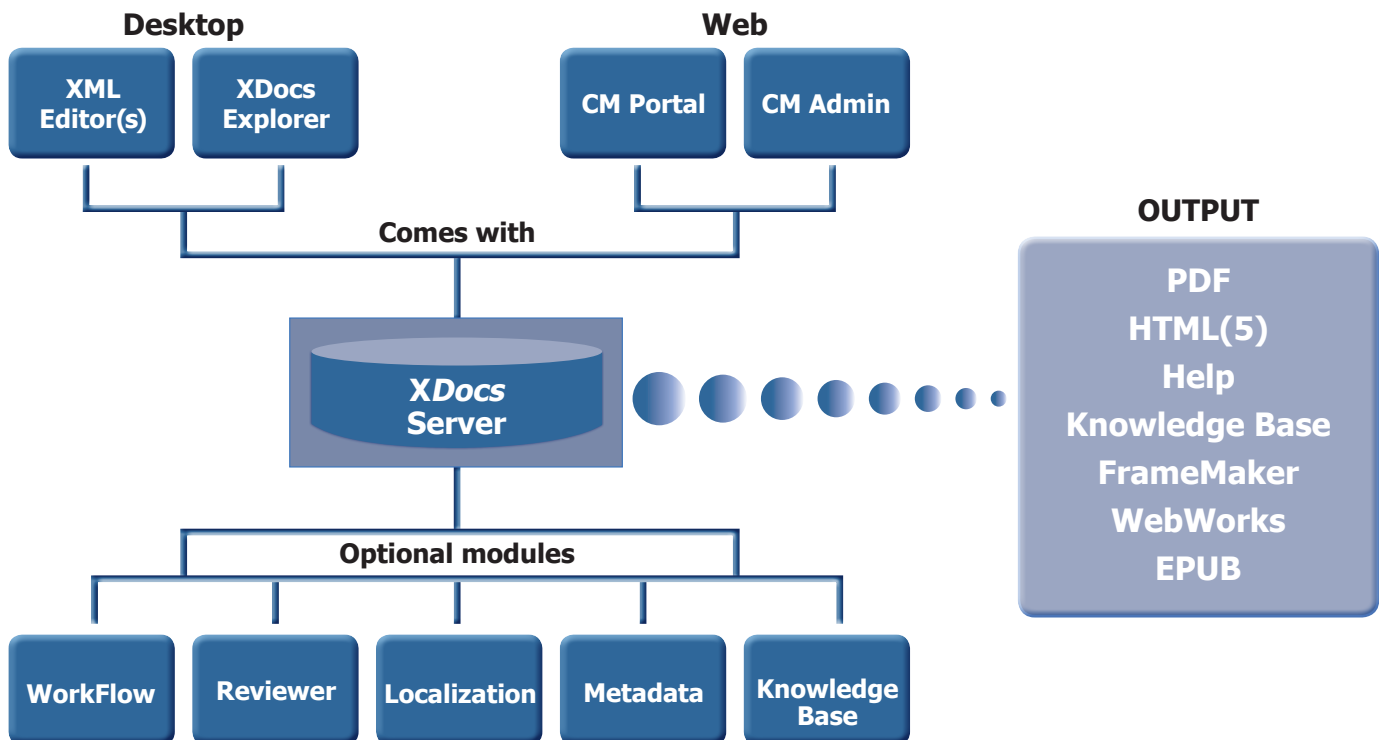 Desktop
Web
XML
Editor(s)
XDocs
Explorer
CM Portal
CM Admin
Comes with
XDocs
Server
OUTPUT
PDF
HTML(5)
Help
Knowledge Base
FrameMaker
WebWorks
EPUB
Optional modules
WorkFlow
Reviewer
Localization
Metadata
Knowledge
Base